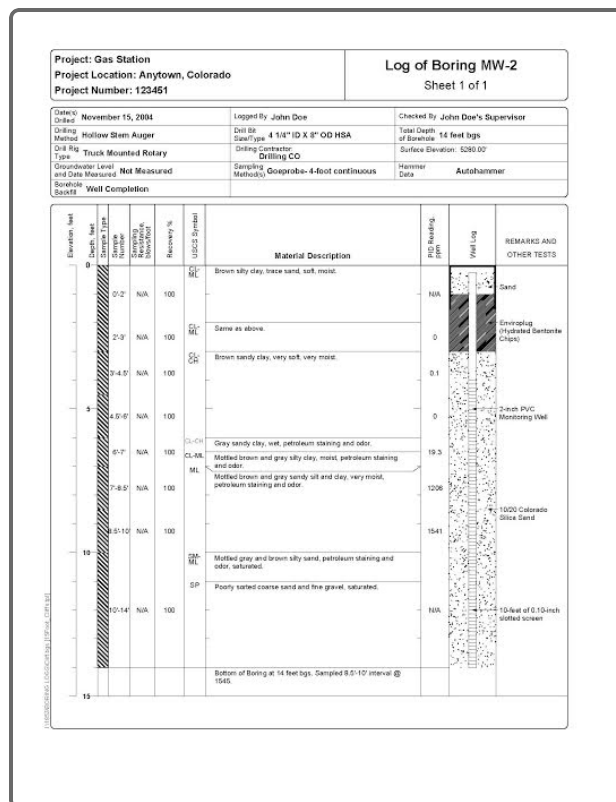 Project: Gas Station
Project Location: Anytown, Colorado
Project Number: 123451
Log of Boring MW-2
Sheet 1 of 1
Date(s) Drilled November 15, 2004
Logged By John Doe
Checked By John Doe's Supervisor
Drilling Method Hollow Stem Auger
Drill Bit Size/Type 4 1/4" ID X 8" OD HSA
Total Depth of Borehole 14 feet bgs
Drill Rig Type Truck Mounted Rotary
Drilling Contractor Drilling CO
Surface Elevation: 5280.00'
Groundwater Level and Date Measured Not Measured
Sampling Method(s) Goeprobe- 4-foot continuous
Hammer Data Autohammer
Borehole Backfill Well Completion
Elevation, feet
Depth, feet
Sample Type
Sample Number
Sampling Resistance, blows/foot
Recovery %
USCS Symbol
Material Description
PID Reading, ppm
Well Log
REMARKS AND OTHER TESTS
0
CL-ML
Brown silty clay, trace sand, soft, moist.
Sand
0'-2' N/A 100 N/A
Enviroplug (Hydrated Bentonite Chips)
CL-ML
Same as above.
2'-3' N/A 100 0
CL-CH
Brown sandy clay, very soft, very moist.
3'-4.5' N/A 100 0.1
5
2-inch PVC Monitoring Well
4.5'-6' N/A 100 0
CL-CH
Gray sandy clay, wet, petroleum staining and odor.
6'-7' N/A 100 CL-ML 19.3
Mottled brown and gray silty clay, moist, petroleum staining and odor.
ML
Mottled brown and gray sandy silt and clay, very moist, petroleum staining and odor.
7'-8.5' N/A 100 1206
10/20 Colorado Silica Sand
8.5'-10' N/A 100 1541
10
GM-ML
Mottled gray and brown silty sand, petroleum staining and odor, saturated.
SP
Poorly sorted coarse sand and fine gravel, saturated.
10'-14' N/A 100 N/A
10-feet of 0.10-inch slotted screen
Bottom of Boring at 14 feet bgs. Sampled 8.5'-10' interval @ 1545.
15